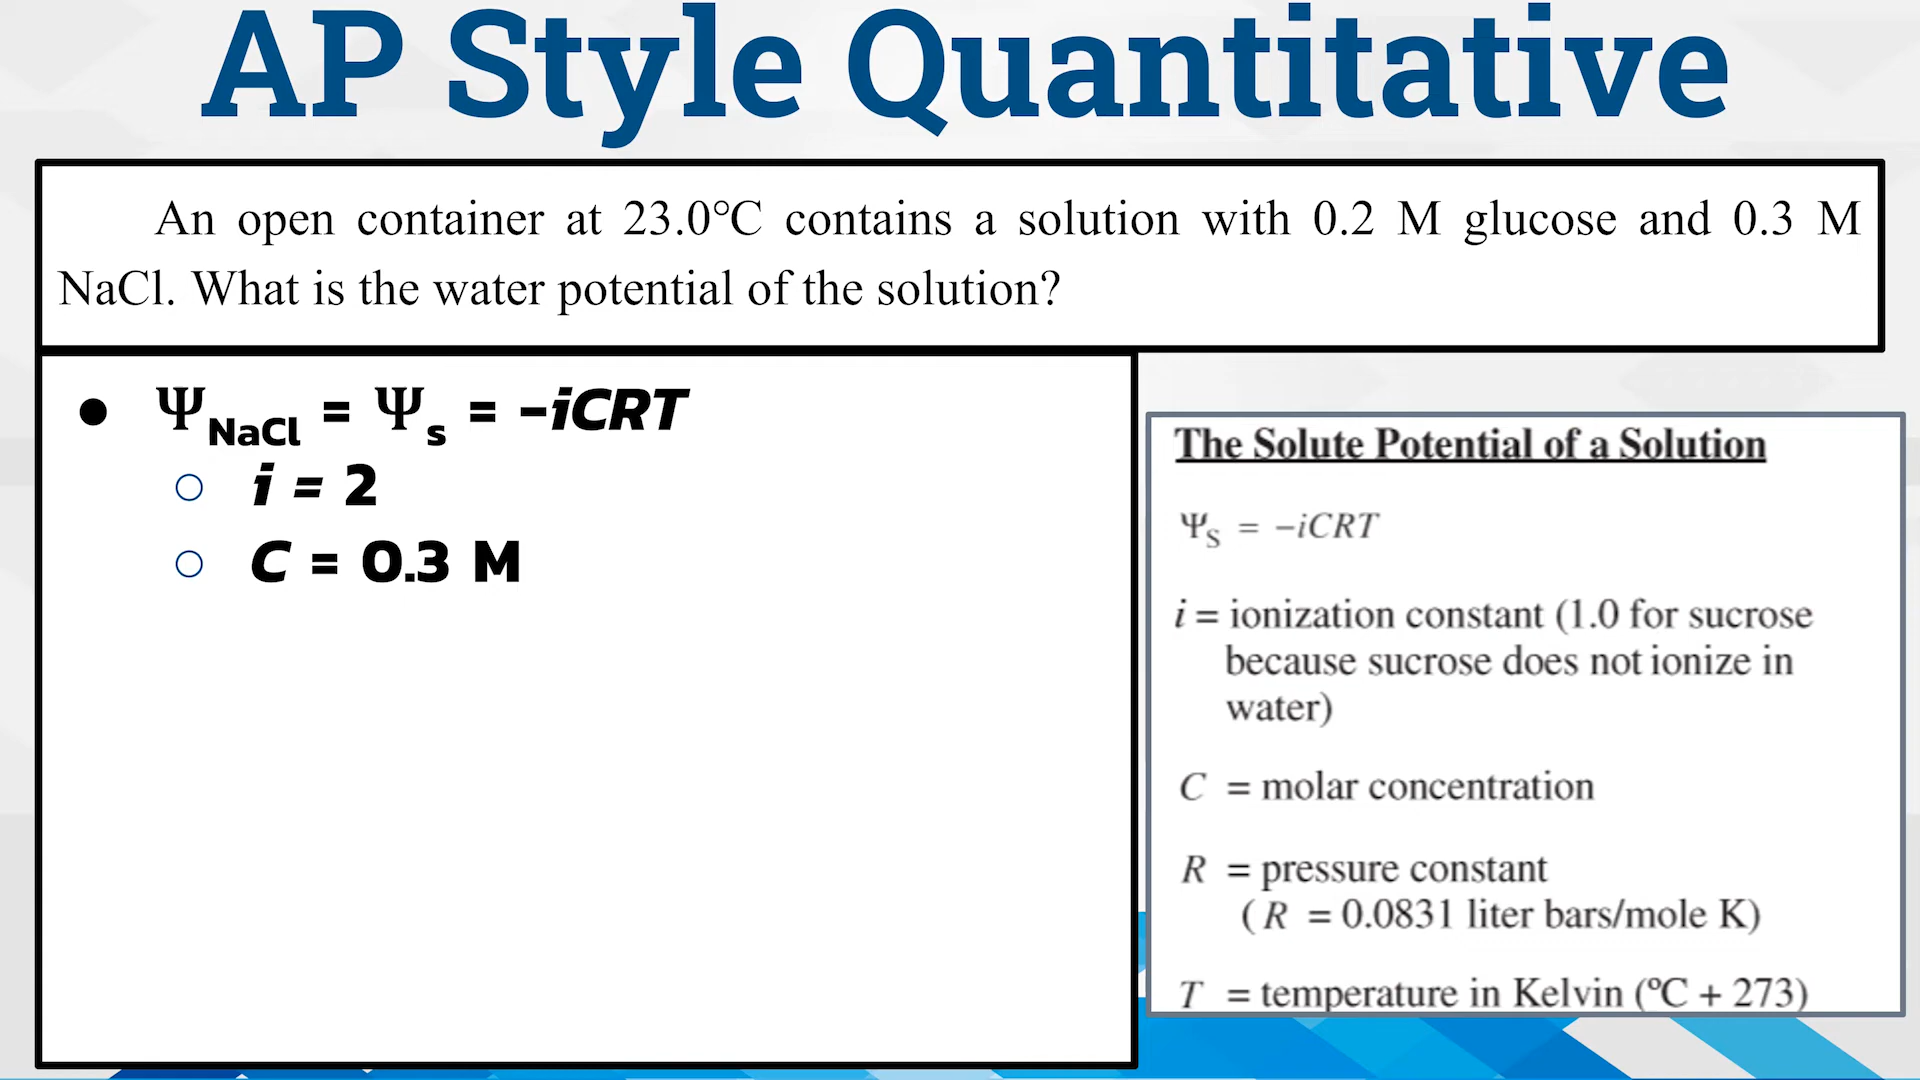 AP Style Quantitative
An open container at 23.0°C contains a solution with 0.2 M glucose and 0.3 M
NaCl. What is the water potential of the solution?
● Ψ_NaCl = Ψ_s = -iCRT
○ i = 2
○ C = 0.3 M
The Solute Potential of a Solution
Ψ_S = -iCRT
i = ionization constant (1.0 for sucrose
because sucrose does not ionize in
water)
C = molar concentration
R = pressure constant
( R = 0.0831 liter bars/mole K)
T = temperature in Kelvin (ºC + 273)